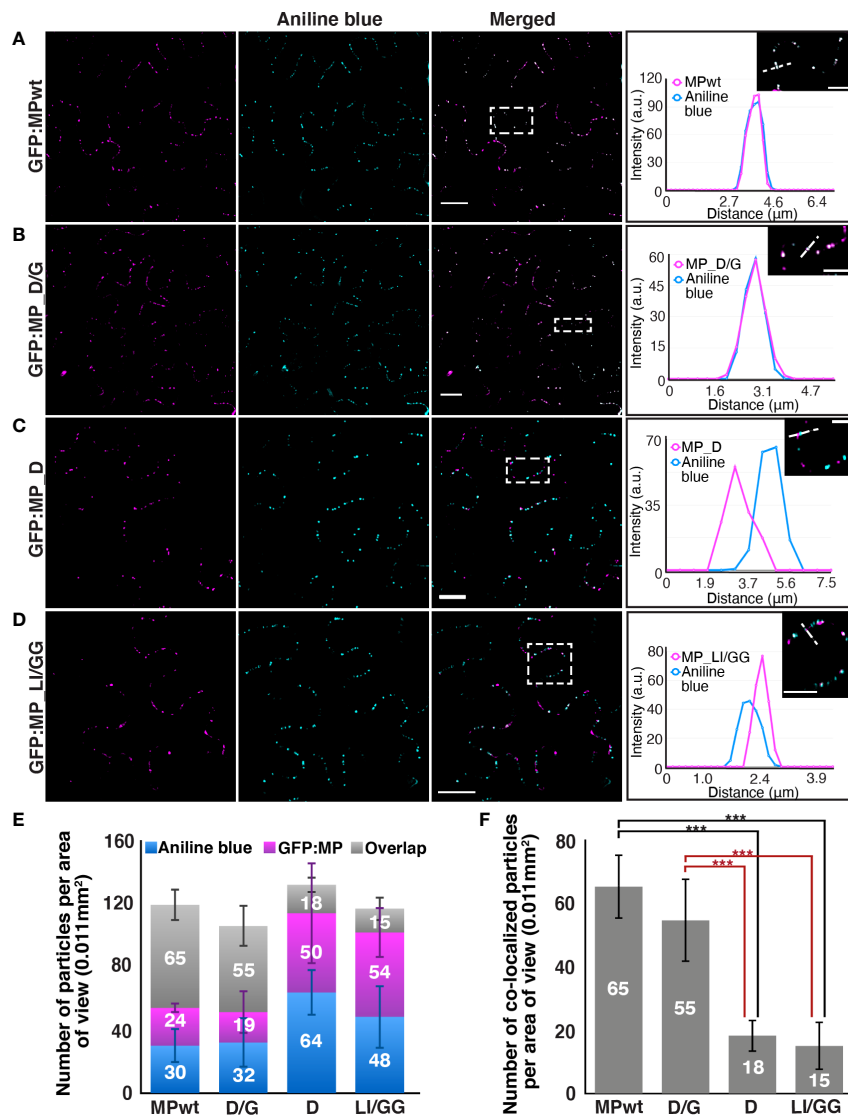 Aniline blue
Merged
A
GFP:MPwt
Intensity (a.u.)
120
90
60
30
0
MPwt
Aniline
blue
0
2.7
4.6
6.4
Distance (µm)
B
GFP:MP_D/G
Intensity (a.u.)
60
45
30
15
0
MP_D/G
Aniline
blue
0
1.6
3.1
4.7
Distance (µm)
C
GFP:MP_D
Intensity (a.u.)
70
35
0
MP_D
Aniline
blue
0
1.9
3.7
5.6
7.5
Distance (µm)
D
GFP:MP_LI/GG
Intensity (a.u.)
80
60
40
20
0
MP_LI/GG
Aniline
blue
0
1.0
2.4
3.9
Distance (µm)
E
Number of particles per area
of view (0.011mm²)
160
120
80
40
0
Aniline blue
GFP:MP
Overlap
65
24
30
55
19
32
18
50
64
15
54
48
MPwt
D/G
D
LI/GG
F
Number of co-localized particles
per area of view (0.011mm²)
80
60
40
20
0
***
***
***
***
65
55
18
15
MPwt
D/G
D
LI/GG